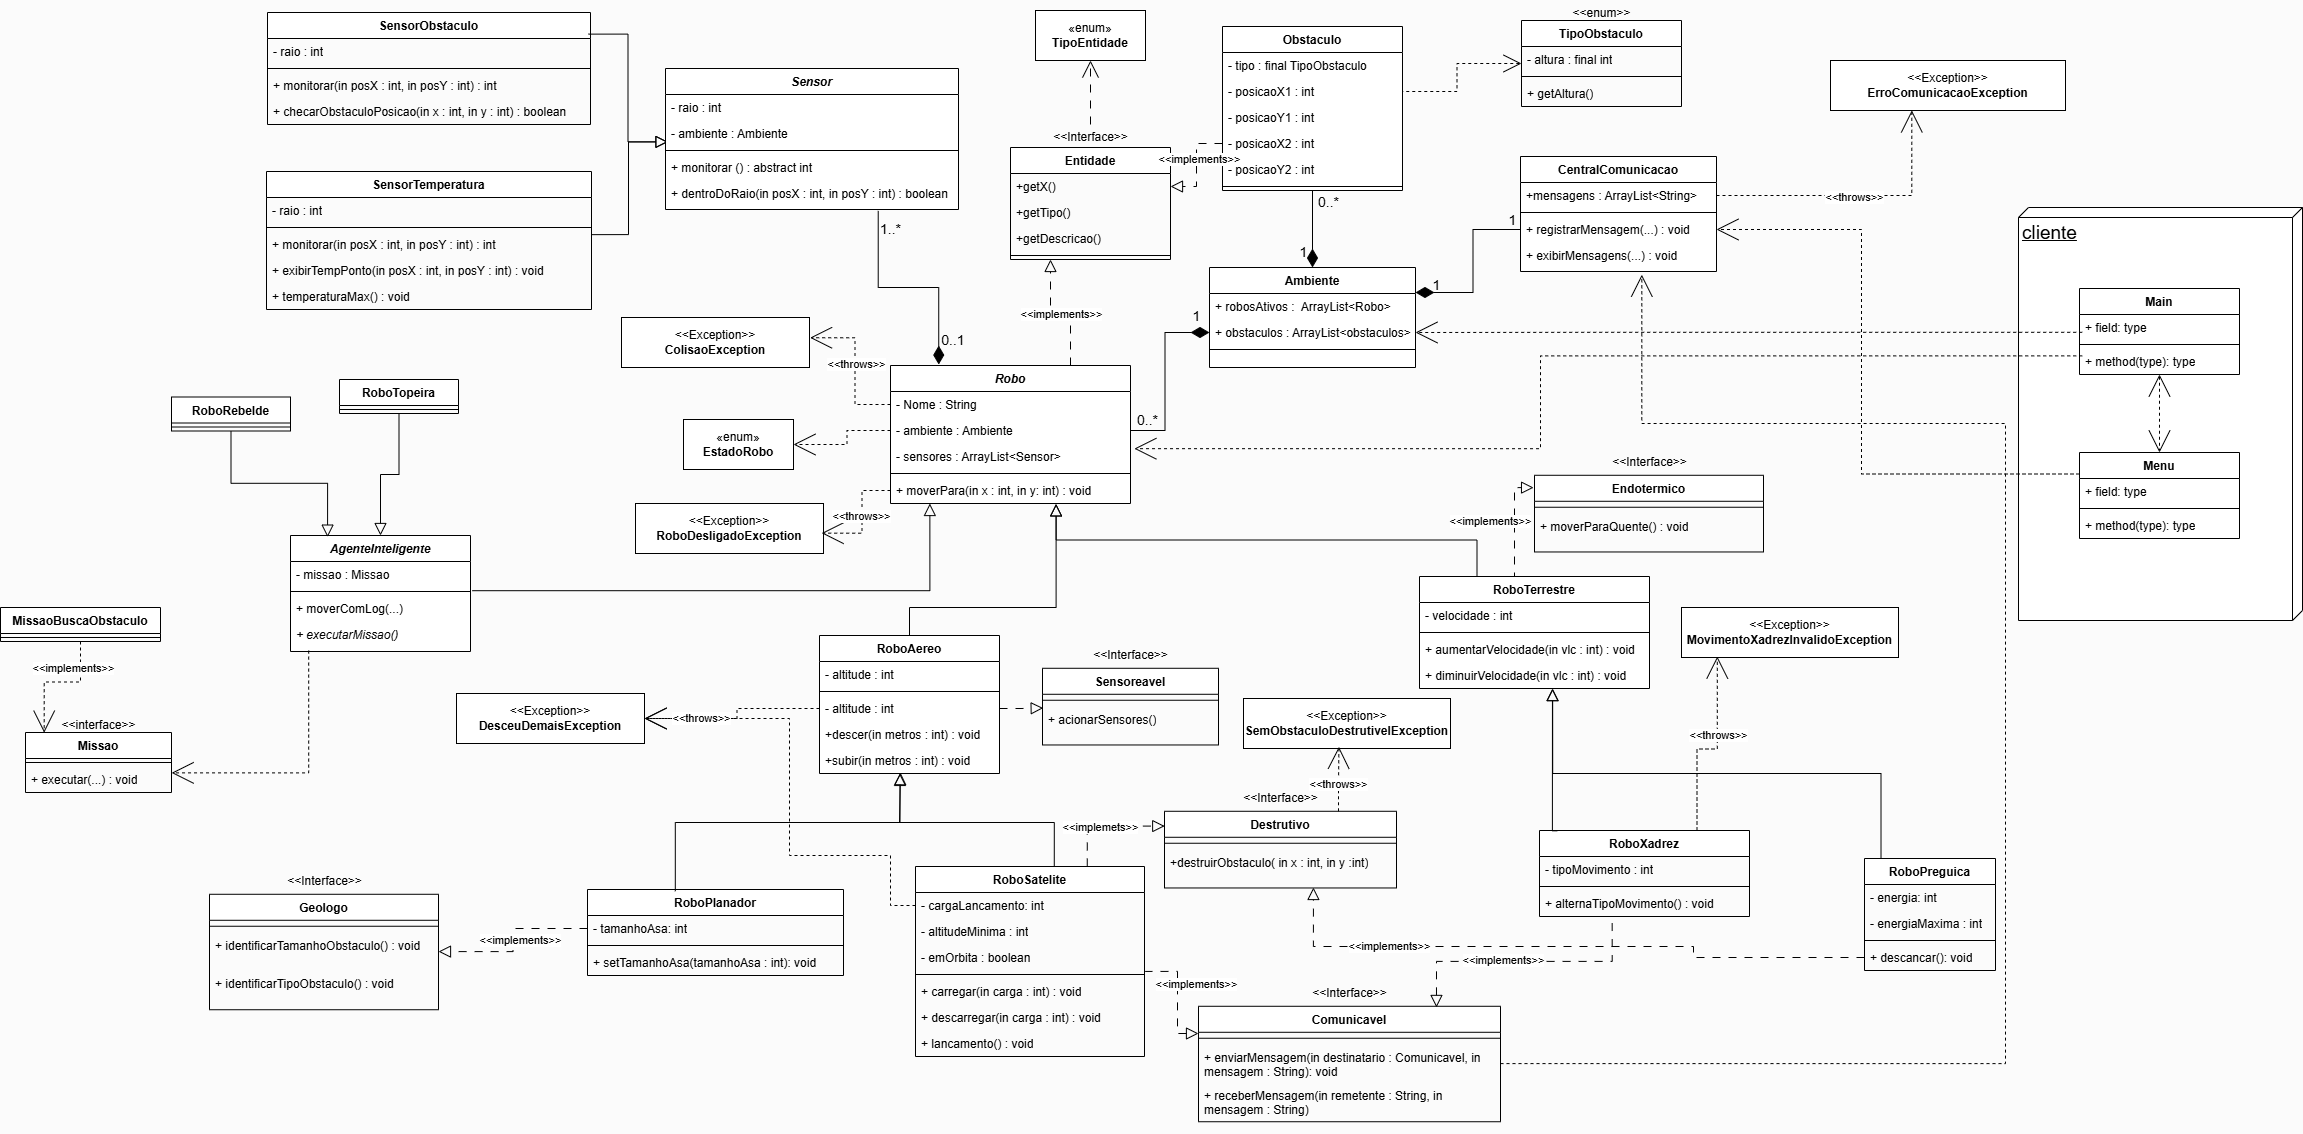 SensorObstaculo
- raio : int
+ monitorar(in posX : int, in posY : int) : int
+ checarObstaculoPosicao(in x : int, in y : int) : boolean
SensorTemperatura
- raio : int
+ monitorar(in posX : int, in posY : int) : int
+ exibirTempPonto(in posX : int, in posY : int) : void
+ temperaturaMax() : void
Sensor
- raio : int
- ambiente : Ambiente
+ monitorar () : abstract int
+ dentroDoRaio(in posX : int, in posY : int) : boolean
1..*
0..1
«enum»
TipoEntidade
<<Interface>>
Entidade
+getX()
+getTipo()
+getDescricao()
<<implements>>
<<implements>>
Obstaculo
- tipo : final TipoObstaculo
- posicaoX1 : int
- posicaoY1 : int
- posicaoX2 : int
- posicaoY2 : int
0..*
1
<<enum>>
TipoObstaculo
- altura : final int
+ getAltura()
<<Exception>>
ErroComunicacaoException
CentralComunicacao
+mensagens : ArrayList<String>
+ registrarMensagem(...) : void
+ exibirMensagens(...) : void
<<throws>>
1
1
Ambiente
+ robosAtivos :  ArrayList<Robo>
+ obstaculos : ArrayList<obstaculos>
1
0..*
cliente
Main
+ field: type
+ method(type): type
Menu
+ field: type
+ method(type): type
<<Exception>>
ColisaoException
<<throws>>
«enum»
EstadoRobo
<<Exception>>
RoboDesligadoException
<<throws>>
Robo
- Nome : String
- ambiente : Ambiente
- sensores : ArrayList<Sensor>
+ moverPara(in x : int, in y: int) : void
RoboRebelde
RoboTopeira
AgenteInteligente
- missao : Missao
+ moverComLog(...)
+ executarMissao()
MissaoBuscaObstaculo
<<implements>>
<<interface>>
Missao
+ executar(...) : void
<<Interface>>
Endotermico
+ moverParaQuente() : void
<<implements>>
RoboTerrestre
- velocidade : int
+ aumentarVelocidade(in vlc : int) : void
+ diminuirVelocidade(in vlc : int) : void
<<Exception>>
MovimentoXadrezInvalidoException
<<throws>>
RoboAereo
- altitude : int
- altitude : int
+descer(in metros : int) : void
+subir(in metros : int) : void
<<Interface>>
Sensoreavel
+ acionarSensores()
<<Exception>>
DesceuDemaisException
<<throws>>
<<Exception>>
SemObstaculoDestrutivelException
<<throws>>
<<Interface>>
Destrutivo
+destruirObstaculo( in x : int, in y :int)
<<implemets>>
<<Interface>>
Geologo
+ identificarTamanhoObstaculo() : void
+ identificarTipoObstaculo() : void
<<implements>>
RoboPlanador
- tamanhoAsa: int
+ setTamanhoAsa(tamanhoAsa : int): void
RoboSatelite
- cargaLancamento: int
- altitudeMinima : int
- emOrbita : boolean
+ carregar(in carga : int) : void
+ descarregar(in carga : int) : void
+ lancamento() : void
<<implements>>
RoboXadrez
- tipoMovimento : int
+ alternaTipoMovimento() : void
RoboPreguica
- energia: int
- energiaMaxima : int
+ descancar(): void
<<implements>>
<<implements>>
<<Interface>>
Comunicavel
+ enviarMensagem(in destinatario : Comunicavel, in
mensagem : String): void
+ receberMensagem(in remetente : String, in
mensagem : String)